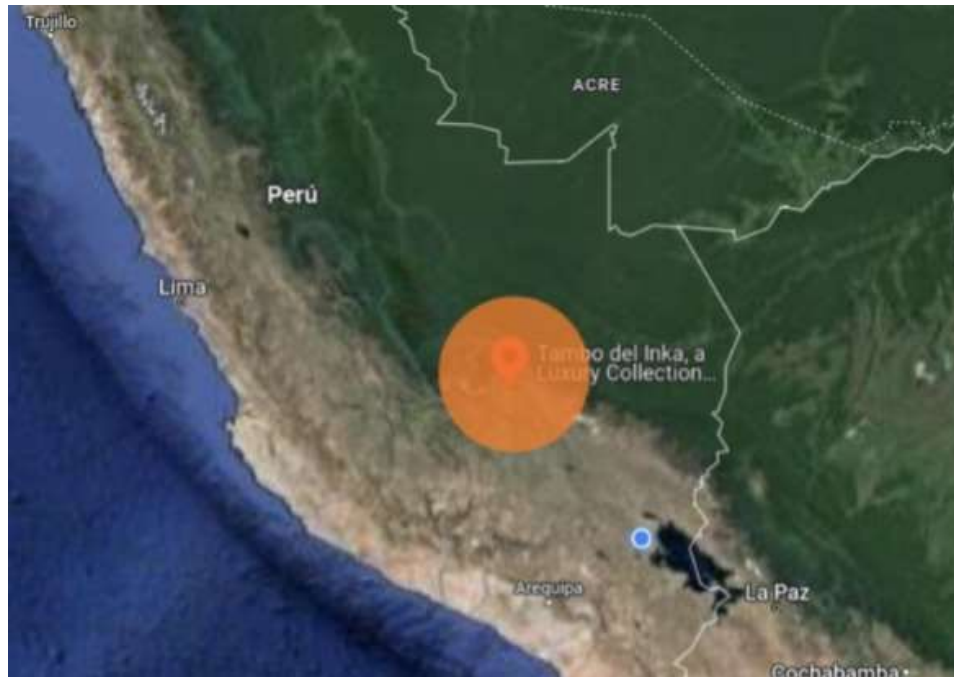 Trujillo
ACRE
Perú
Lima
Tambo del Inka, a
Luxury Collection...
Arequipa
La Paz
Cochabamba